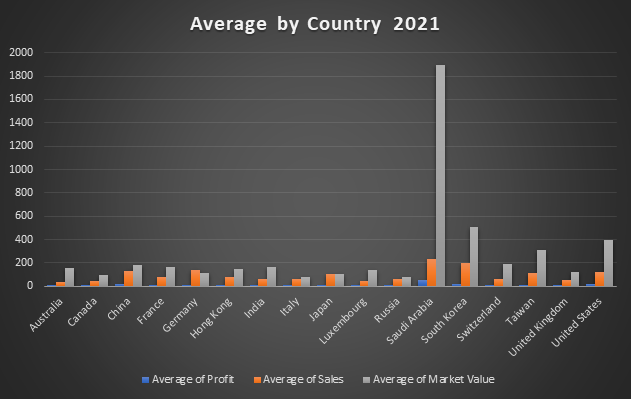 Average by Country 2021
2000
1800
1600
1400
1200
1000
800
600
400
200
0
Australia
Canada
China
France
Germany
Hong Kong
India
Italy
Japan
Luxembourg
Russia
Saudi Arabia
South Korea
Switzerland
Taiwan
United Kingdom
United States
Average of Profit Average of Sales Average of Market Value